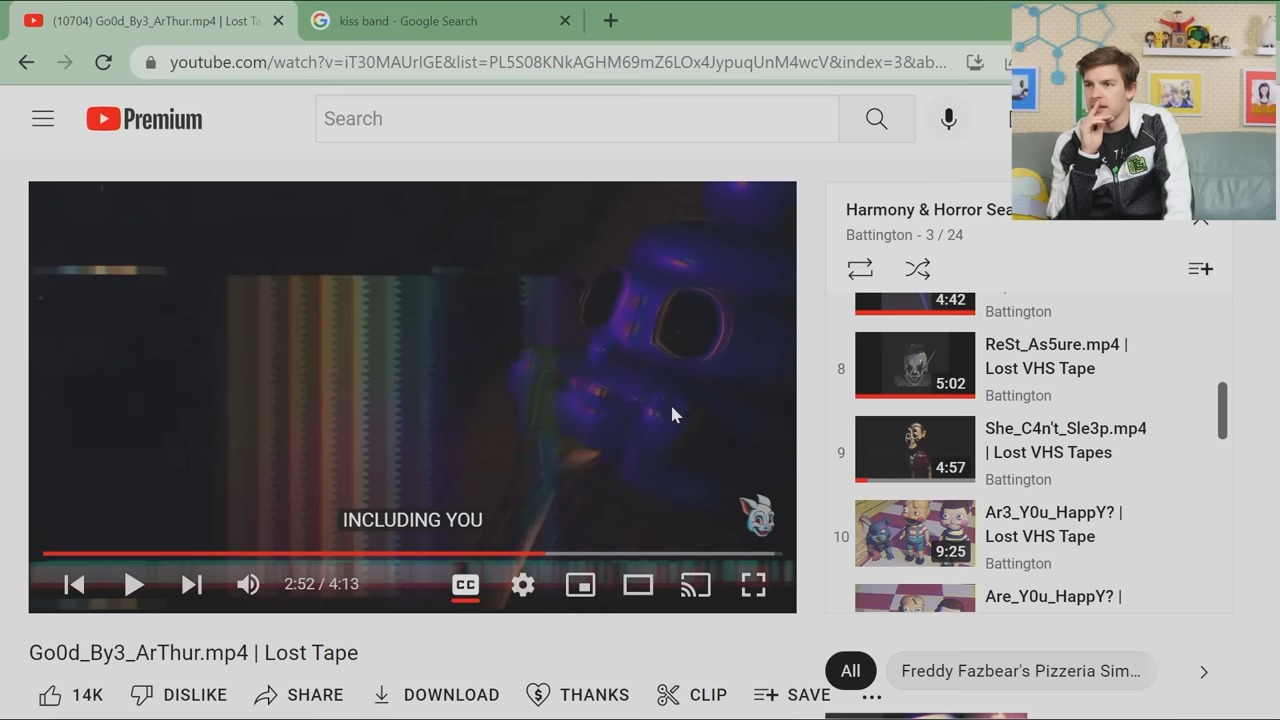 (10704) Go0d_By3_ArThur.mp4 | Lost Ta
kiss band - Google Search
youtube.com/watch?v=iT30MAUrIGE&list=PL5S08KNkAGHM69mZ6LOx4JypuqUnM4wcV&index=3&ab...
Premium
Search
Harmony & Horror Sea
Battington - 3 / 24
4:42
Battington
8
ReSt_As5ure.mp4 |
Lost VHS Tape
5:02
Battington
9
She_C4n't_Sle3p.mp4
| Lost VHS Tapes
4:57
Battington
10
Ar3_Y0u_HappY? |
Lost VHS Tape
9:25
Battington
Are_Y0u_HappY? |
INCLUDING YOU
2:52 / 4:13
CC
Go0d_By3_ArThur.mp4 | Lost Tape
14K
DISLIKE
SHARE
DOWNLOAD
THANKS
CLIP
SAVE
...
All
Freddy Fazbear's Pizzeria Sim...